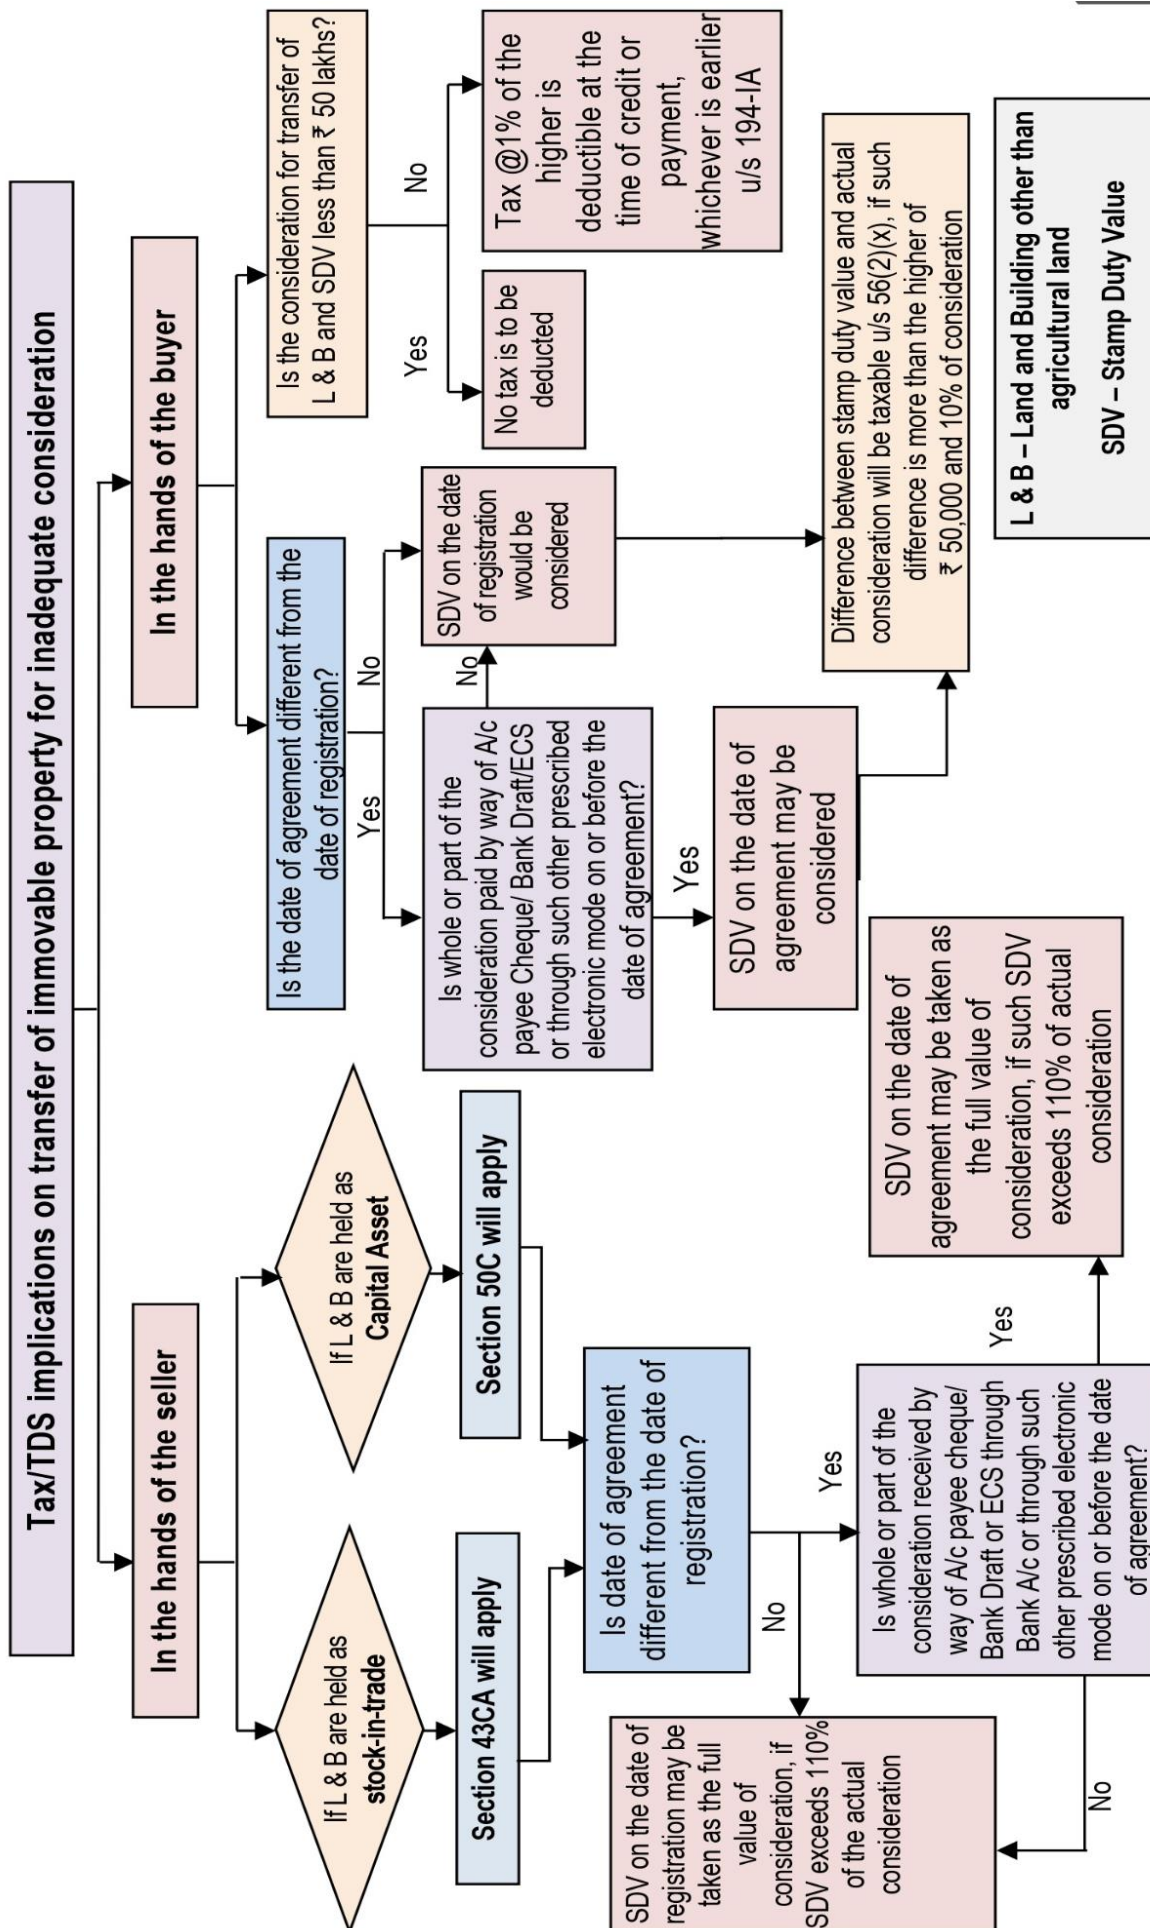 Tax/TDS implications on transfer of immovable property for inadequate consideration
In the hands of the seller
In the hands of the buyer
If L & B are held as
stock-in-trade
If L & B are held as
Capital Asset
Section 43CA will apply
Section 50C will apply
Is date of agreement
different from the date of
registration?
No
Yes
SDV on the date of
registration may be
taken as the full
value of
consideration, if
SDV exceeds 110%
of the actual
consideration
Is whole or part of the
consideration received by
way of A/c payee cheque/
Bank Draft or ECS through
Bank A/c or through such
other prescribed electronic
mode on or before the date
of agreement?
No
Yes
SDV on the date of
agreement may be taken as
the full value of
consideration, if such SDV
exceeds 110% of actual
consideration
Is the date of agreement different from the
date of registration?
Yes
No
Is whole or part of the
consideration paid by way of A/c
payee Cheque/ Bank Draft/ECS
or through such other prescribed
electronic mode on or before the
date of agreement?
No
SDV on the date
of registration
would be
considered
Yes
SDV on the date of
agreement may be
considered
Is the consideration for transfer of
L & B and SDV less than ₹ 50 lakhs?
Yes
No
No tax is to be
deducted
Tax @1% of the
higher is
deductible at the
time of credit or
payment,
whichever is earlier
u/s 194-IA
Difference between stamp duty value and actual
consideration will be taxable u/s 56(2)(x), if such
difference is more than the higher of
₹ 50,000 and 10% of consideration
L & B – Land and Building other than
agricultural land
SDV – Stamp Duty Value